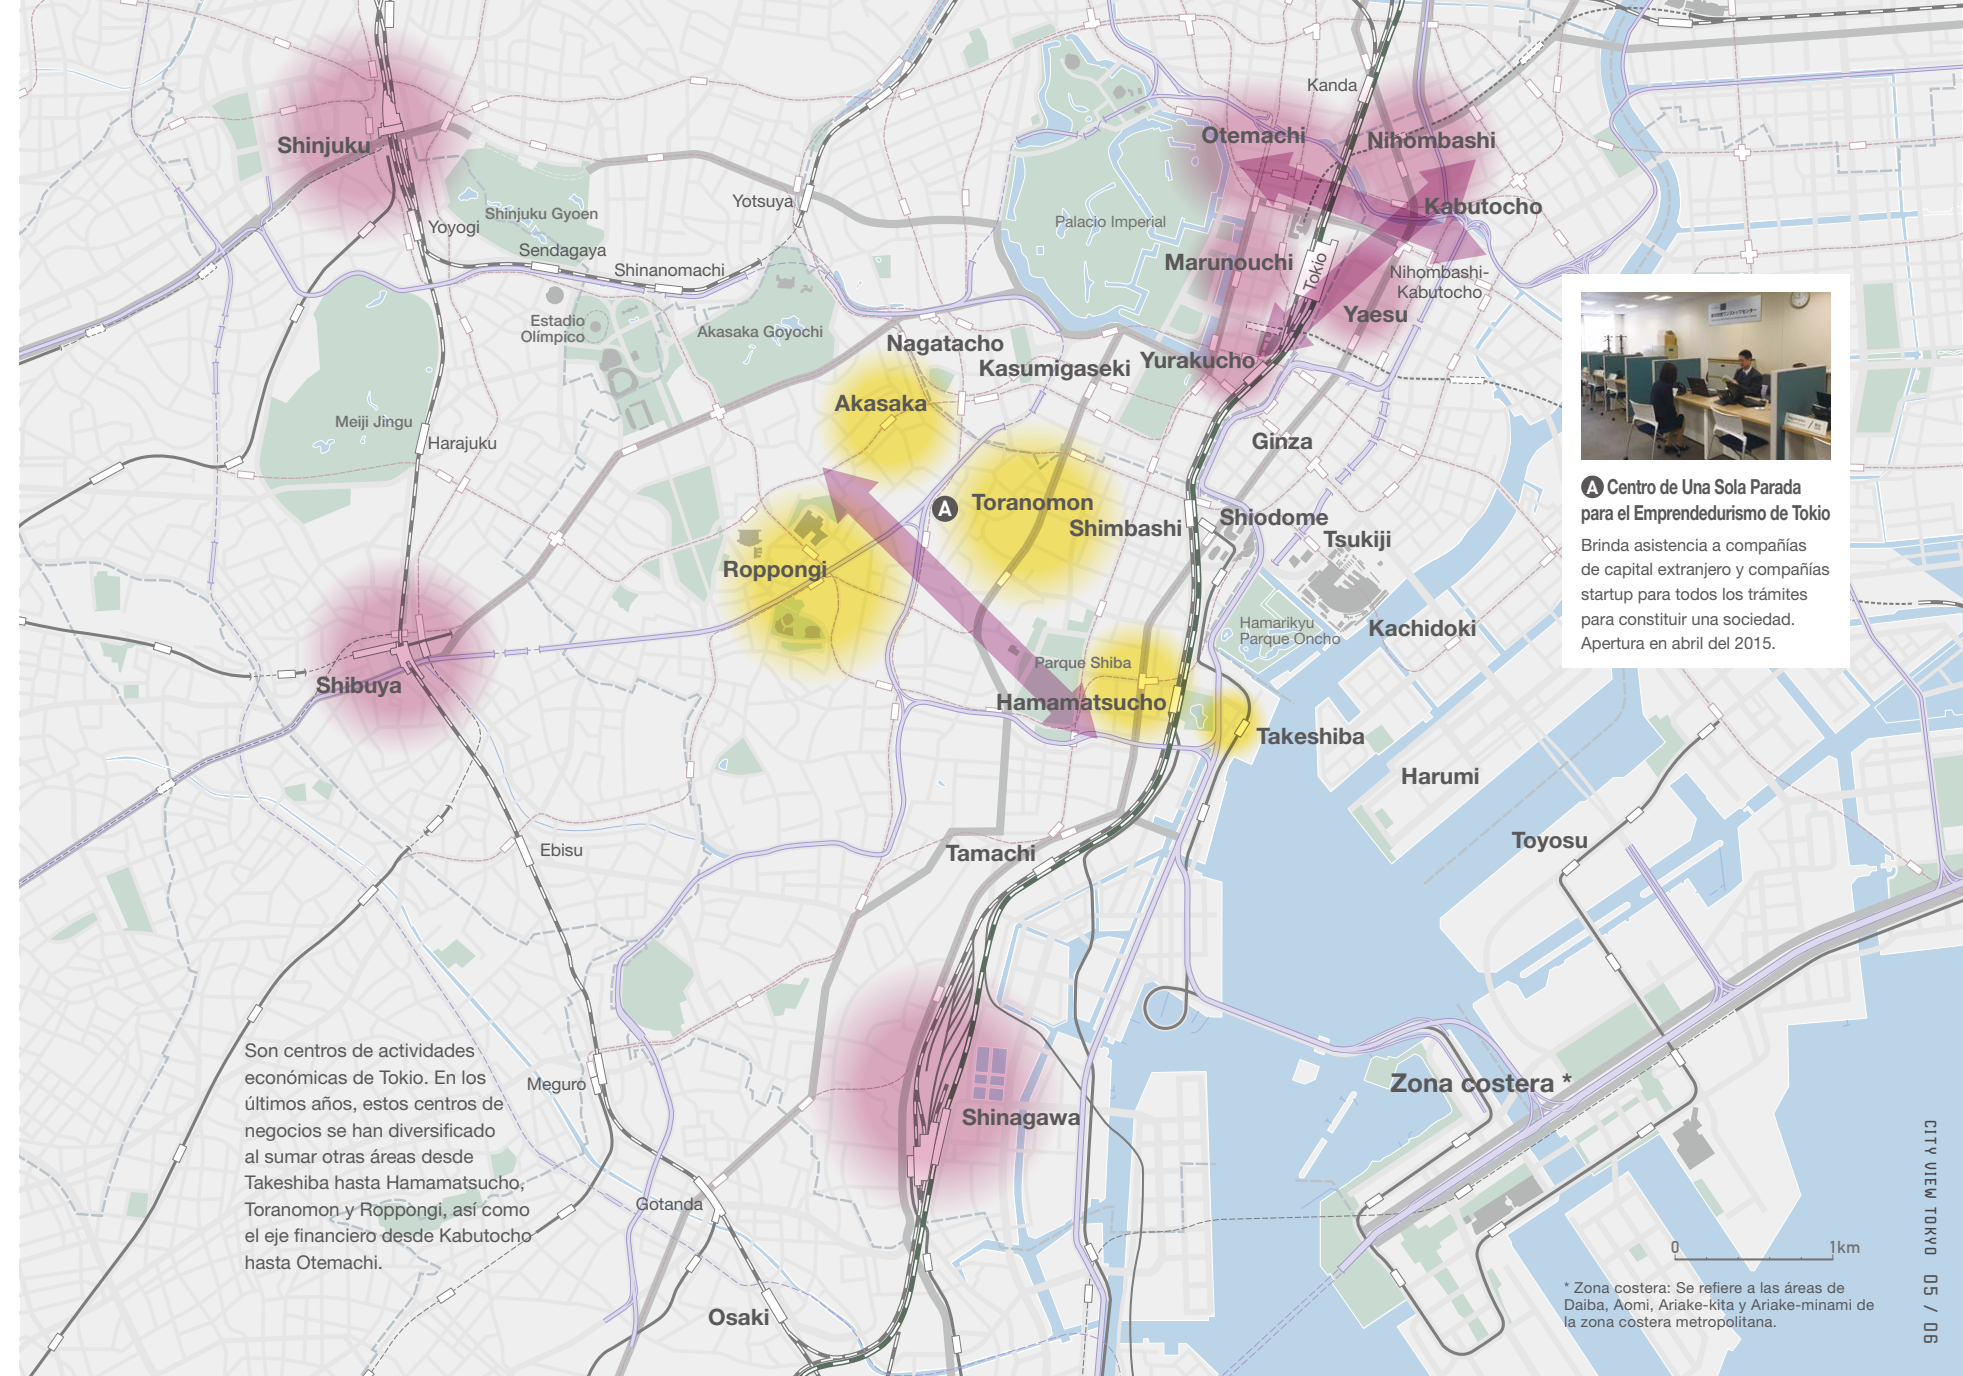 Kanda
Otemachi
Nihombashi
Shinjuku
Yotsuya
Kabutocho
Shinjuku Gyoen
Yoyogi
Palacio Imperial
Sendagaya
Shinanomachi
Marunouchi
Tokio
Nihombashi-
Kabutocho
Yaesu
Estadio
Olímpico
Akasaka Goyochi
Nagatacho
Kasumigaseki
Yurakucho
Akasaka
Meiji Jingu
Harajuku
Ginza
A
Toranomon
Shimbashi
Shiodome
Tsukiji
Roppongi
Hamarikyu
Parque Oncho
Kachidoki
Parque Shiba
Shibuya
Hamamatsucho
Takeshiba
Harumi
Toyosu
Ebisu
Tamachi
Meguro
Zona costera *
Shinagawa
Gotanda
Osaki
A Centro de Una Sola Parada
para el Emprendedurismo de Tokio
Brinda asistencia a compañías
de capital extranjero y compañías
startup para todos los trámites
para constituir una sociedad.
Apertura en abril del 2015.
Son centros de actividades
económicas de Tokio. En los
últimos años, estos centros de
negocios se han diversificado
al sumar otras áreas desde
Takeshiba hasta Hamamatsucho,
Toranomon y Roppongi, así como
el eje financiero desde Kabutocho
hasta Otemachi.
0 1km
* Zona costera: Se refiere a las áreas de
Daiba, Aomi, Ariake-kita y Ariake-minami de
la zona costera metropolitana.
CITY VIEW TOKYO 05 / 06